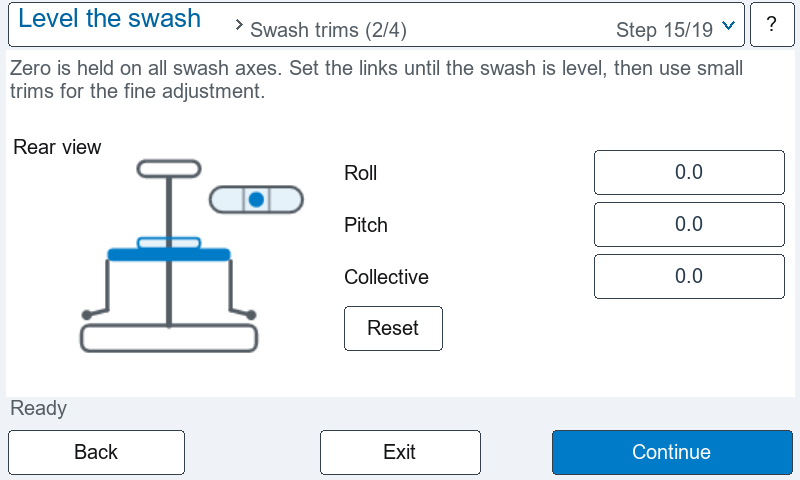 Level the swash
› Swash trims (2/4)
Step 15/19
?
Zero is held on all swash axes. Set the links until the swash is level, then use small
trims for the fine adjustment.
Rear view
Roll
0.0
Pitch
0.0
Collective
0.0
Reset
Ready
Back
Exit
Continue